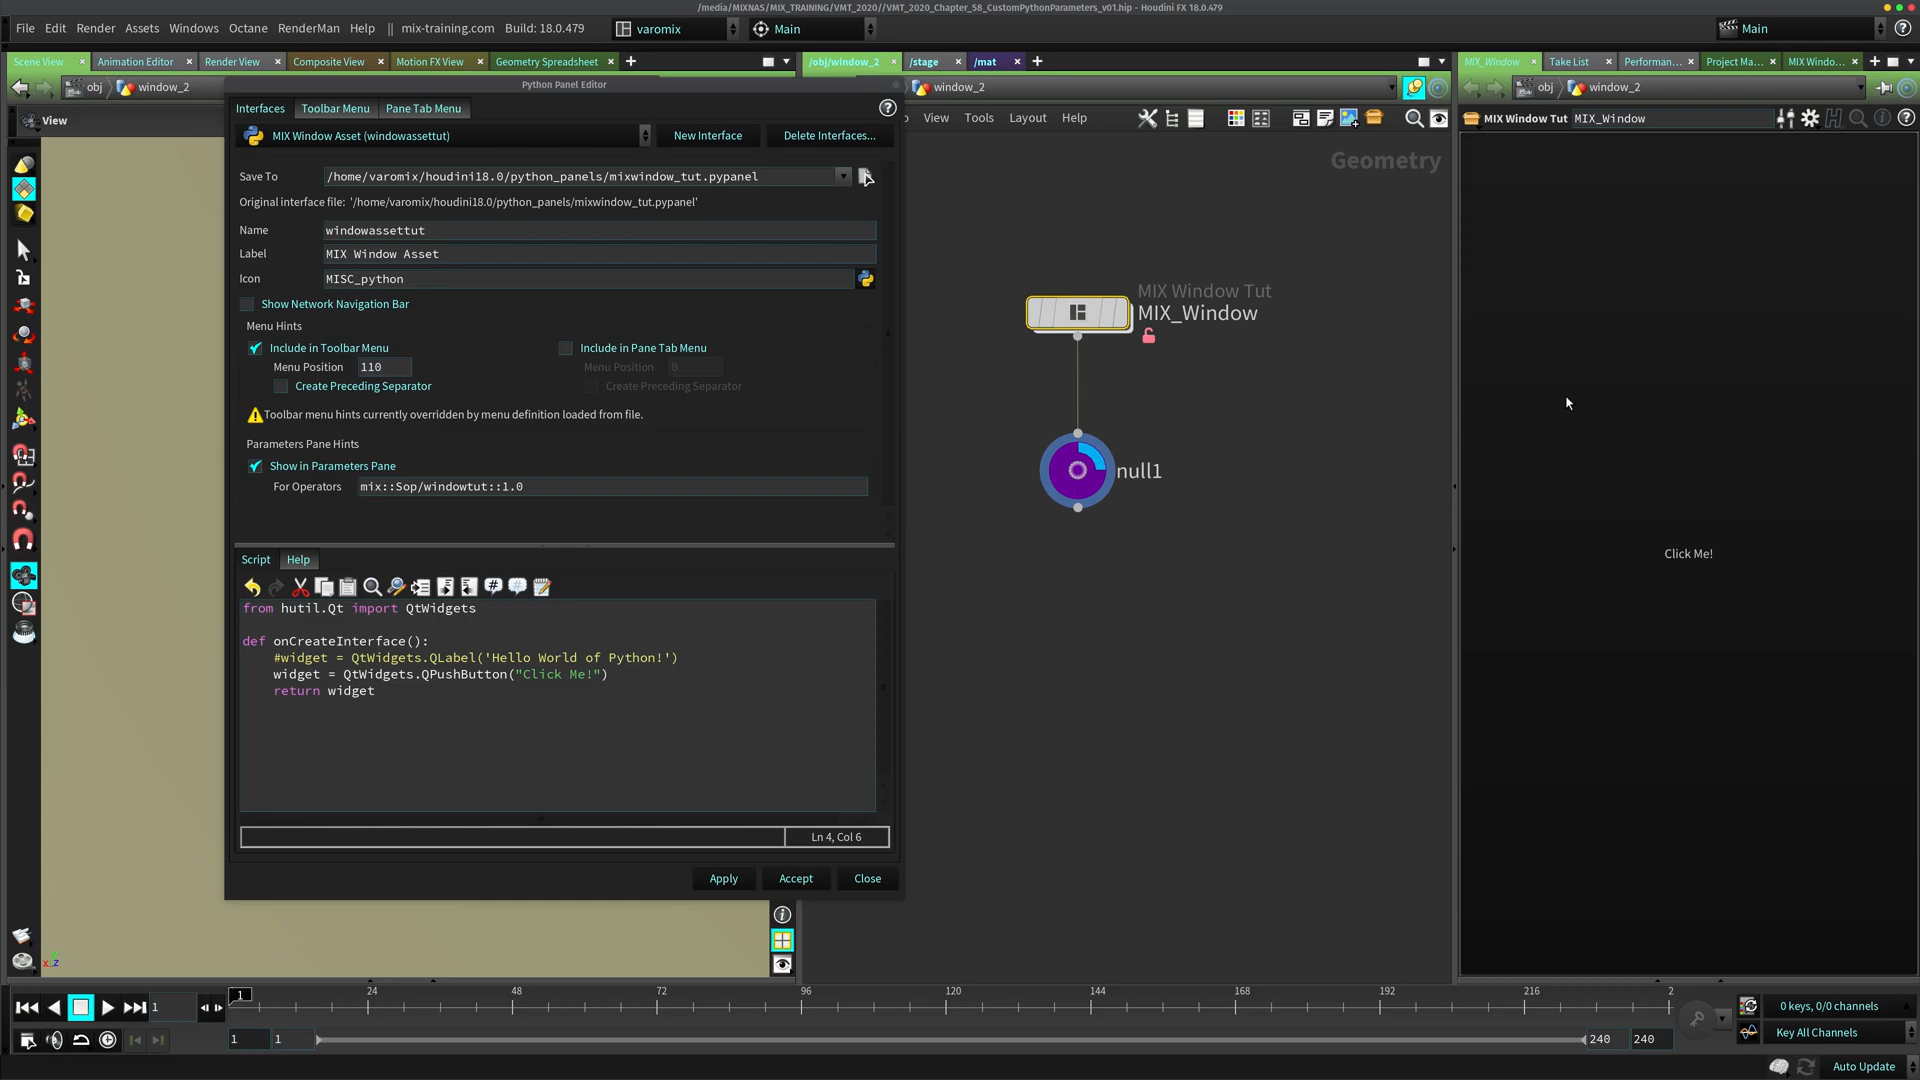 /media/MIXNAS/MIX_TRAINING/VMT_2020//VMT_2020_Chapter_58_CustomPythonParameters_v01.hip - Houdini FX 18.0.479
File Edit Render Assets Windows Octane RenderMan Help || mix-training.com Build: 18.0.479 varomix Main Main
Scene View Animation Editor Render View Composite View Motion FX View Geometry Spreadsheet /obj/window_2 /stage /mat MIX_Window Take List Performan... Project Ma... MIX Windo...
obj window_2 window_2 obj window_2
Python Panel Editor
View
Interfaces Toolbar Menu Pane Tab Menu
View Tools Layout Help
MIX Window Tut MIX_Window
MIX Window Asset (windowassettut) New Interface Delete Interfaces...
Geometry
Save To /home/varomix/houdini18.0/python_panels/mixwindow_tut.pypanel
Original interface file: '/home/varomix/houdini18.0/python_panels/mixwindow_tut.pypanel'
Name windowassettut
Label MIX Window Asset
Icon MISC_python
Show Network Navigation Bar
Menu Hints
Include in Toolbar Menu Include in Pane Tab Menu
Menu Position 110 Menu Position 0
Create Preceding Separator Create Preceding Separator
Toolbar menu hints currently overridden by menu definition loaded from file.
Parameters Pane Hints
Show in Parameters Pane
For Operators mix::Sop/windowtut::1.0
MIX Window Tut
MIX_Window
null1
Click Me!
Script Help
from hutil.Qt import QtWidgets
def onCreateInterface():
#widget = QtWidgets.QLabel('Hello World of Python!')
widget = QtWidgets.QPushButton("Click Me!")
return widget
Ln 4, Col 6
Apply Accept Close
1 1 24 48 72 96 120 144 168 192 216 2
0 keys, 0/0 channels
1 1 240 240
Key All Channels
Auto Update